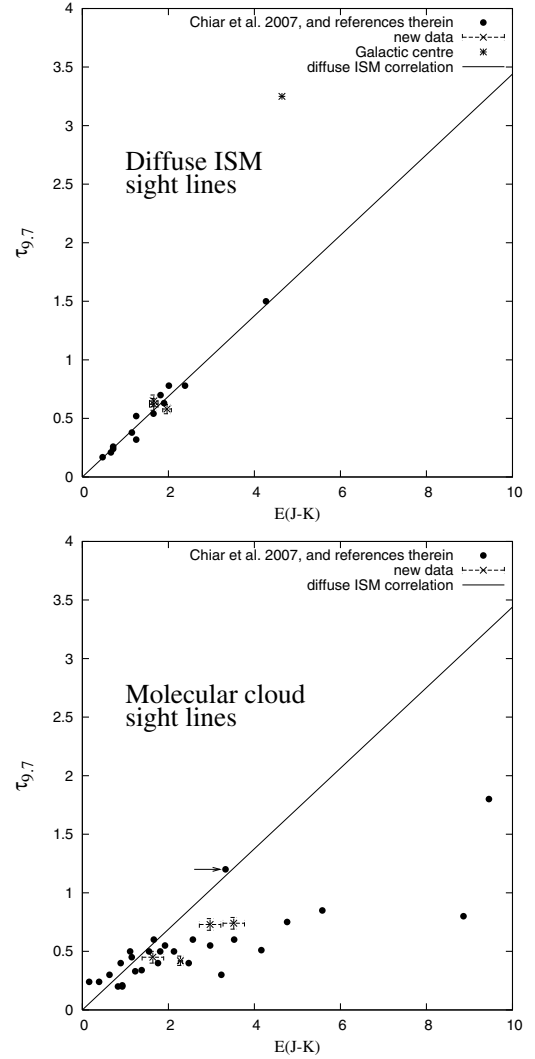 4
3.5
3
2.5
2
1.5
1
0.5
0
τ9.7
Chiar et al. 2007, and references therein
new data
Galactic centre
diffuse ISM correlation
Diffuse ISM
sight lines
0 2 4 6 8 10
E(J-K)
4
3.5
3
2.5
2
1.5
1
0.5
0
τ9.7
Chiar et al. 2007, and references therein
new data
diffuse ISM correlation
Molecular cloud
sight lines
0 2 4 6 8 10
E(J-K)